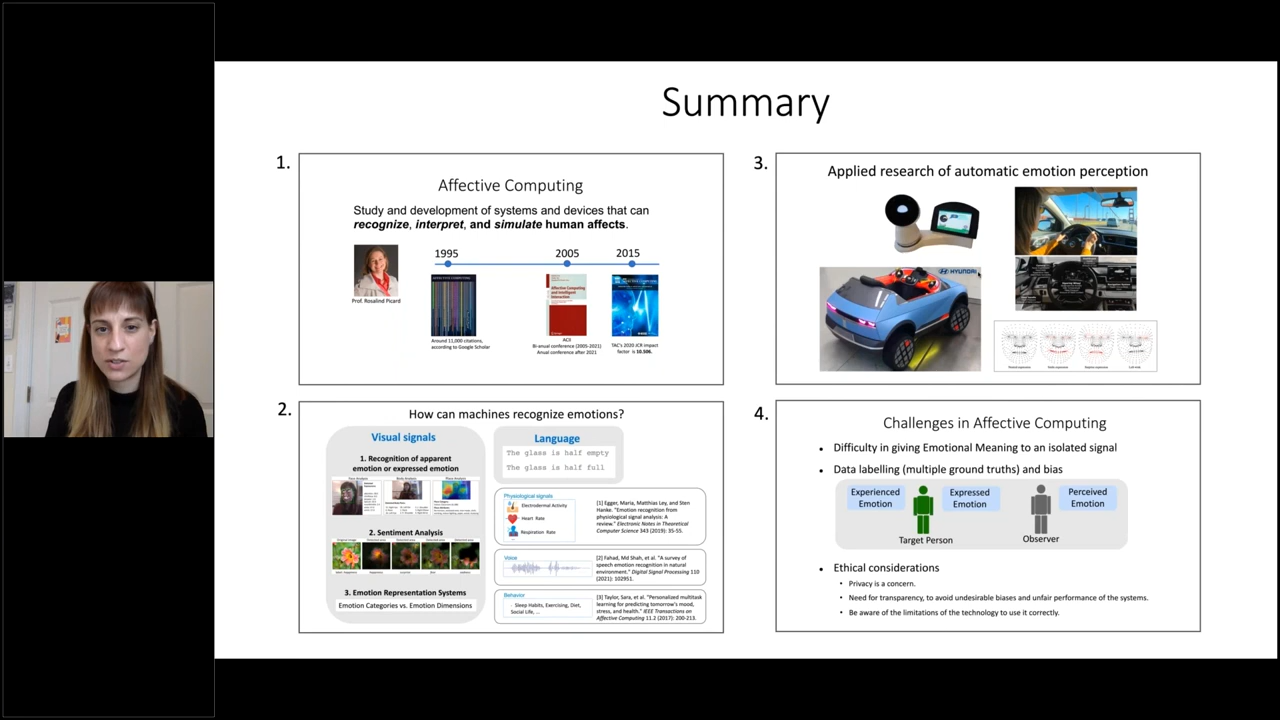 Summary
1.
Affective Computing
Study and development of systems and devices that can
recognize, interpret, and simulate human affects.
1995
2005
2015
Prof. Rosalind Picard
Around 11,000 citations,
according to Google Scholar
Affective Computing
and Intelligent
Interaction
ACII
Bi-anual conference (2005-2021)
Anual conference after 2021
TAC's 2020 JCR impact
factor is 10.506.
2.
How can machines recognize emotions?
Visual signals
1. Recognition of apparent
emotion or expressed emotion
2. Sentiment Analysis
3. Emotion Representation Systems
Emotion Categories vs. Emotion Dimensions
Language
The glass is half empty
The glass is half full
Physiological signals
Electrodermal Activity
Heart Rate
Respiration Rate
[1] Egger, Maria, Matthias Ley, and Sten
Hanke. "Emotion recognition from
physiological signal analysis: A
review." Electronic Notes in Theoretical
Computer Science 343 (2019): 35-55.
Voice
[2] Fahad, Md Shah, et al. "A survey of
speech emotion recognition in natural
environment." Digital Signal Processing 110
(2021): 102951.
Behavior
- Sleep Habits, Exercising, Diet,
Social Life, ...
[3] Taylor, Sara, et al. "Personalized multitask
learning for predicting tomorrow's mood,
stress, and health." IEEE Transactions on
Affective Computing 11.2 (2017): 200-213.
3.
Applied research of automatic emotion perception
HYUNDAI
4.
Challenges in Affective Computing
• Difficulty in giving Emotional Meaning to an isolated signal
• Data labelling (multiple ground truths) and bias
Experienced
Emotion
Expressed
Emotion
Perceived
Emotion
Target Person
Observer
• Ethical considerations
• Privacy is a concern.
• Need for transparency, to avoid undesirable biases and unfair performance of the systems.
• Be aware of the limitations of the technology to use it correctly.